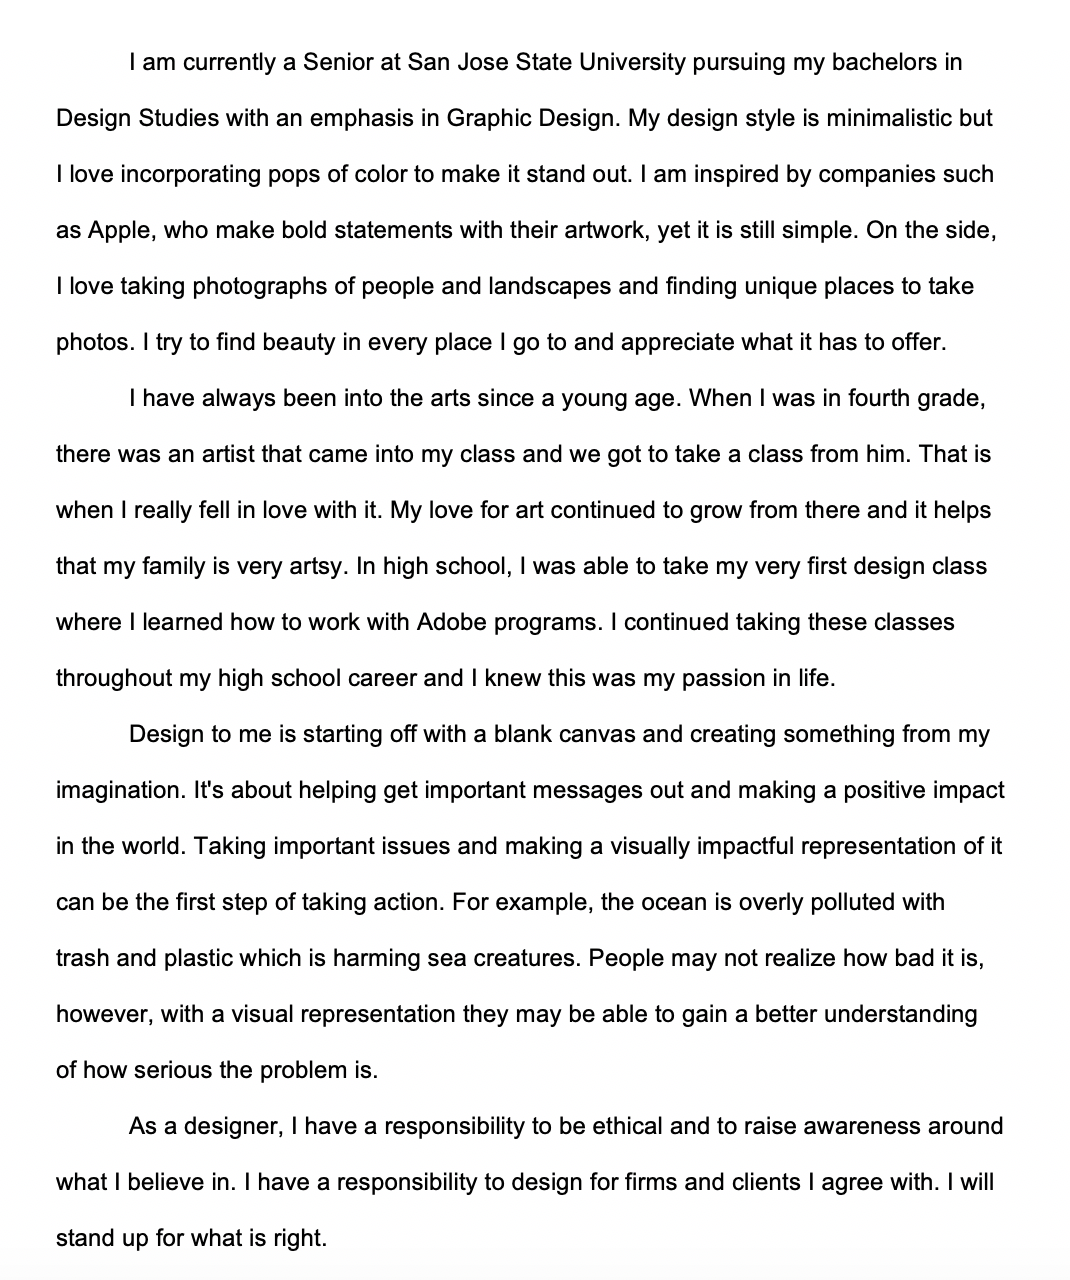 I am currently a Senior at San Jose State University pursuing my bachelors in
Design Studies with an emphasis in Graphic Design. My design style is minimalistic but
I love incorporating pops of color to make it stand out. I am inspired by companies such
as Apple, who make bold statements with their artwork, yet it is still simple. On the side,
I love taking photographs of people and landscapes and finding unique places to take
photos. I try to find beauty in every place I go to and appreciate what it has to offer.
I have always been into the arts since a young age. When I was in fourth grade,
there was an artist that came into my class and we got to take a class from him. That is
when I really fell in love with it. My love for art continued to grow from there and it helps
that my family is very artsy. In high school, I was able to take my very first design class
where I learned how to work with Adobe programs. I continued taking these classes
throughout my high school career and I knew this was my passion in life.
Design to me is starting off with a blank canvas and creating something from my
imagination. It's about helping get important messages out and making a positive impact
in the world. Taking important issues and making a visually impactful representation of it
can be the first step of taking action. For example, the ocean is overly polluted with
trash and plastic which is harming sea creatures. People may not realize how bad it is,
however, with a visual representation they may be able to gain a better understanding
of how serious the problem is.
As a designer, I have a responsibility to be ethical and to raise awareness around
what I believe in. I have a responsibility to design for firms and clients I agree with. I will
stand up for what is right.